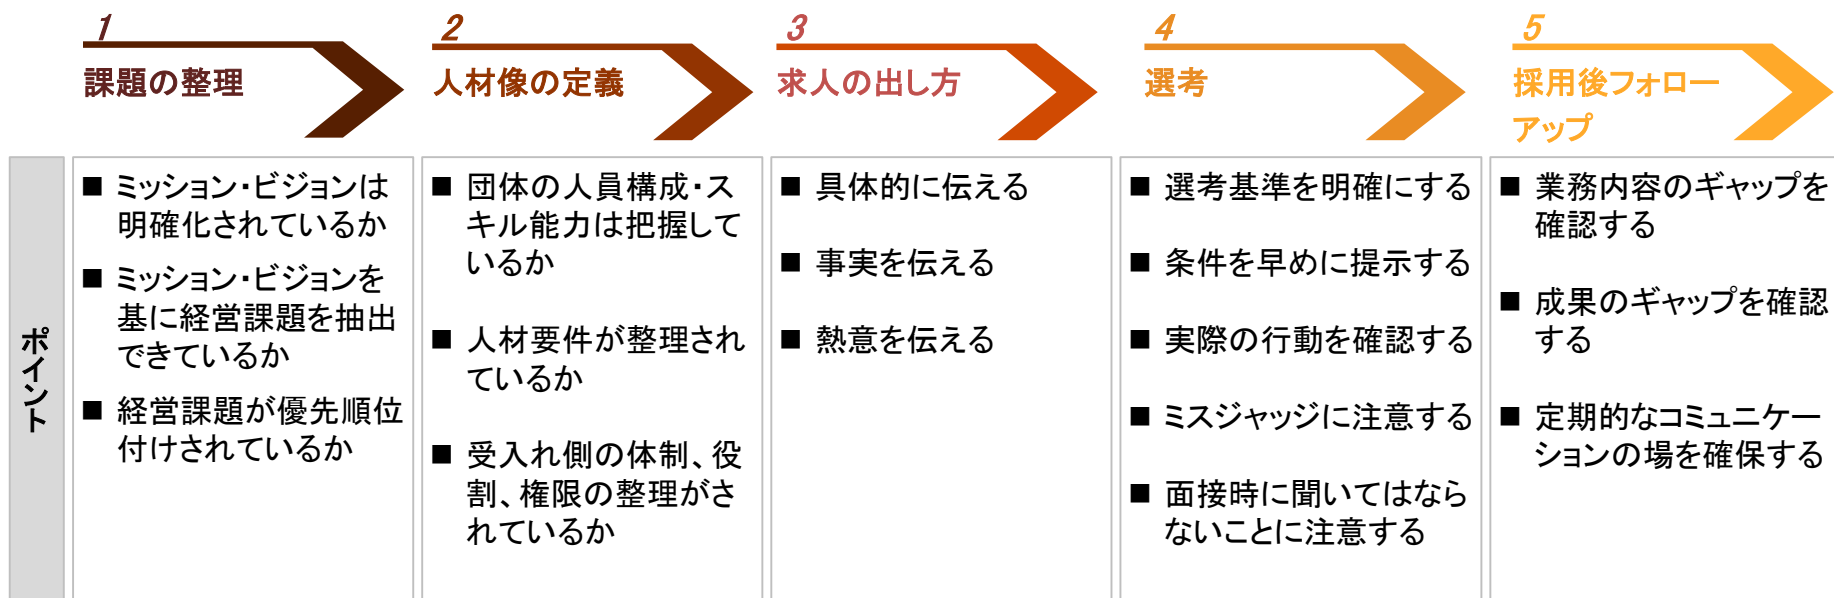 1
課題の整理
2
人材像の定義
3
求人の出し方
4
選考
5
採用後フォロー
アップ
ポイント
■ ミッション・ビジョンは
明確化されているか
■ ミッション・ビジョンを
基に経営課題を抽出
できているか
■ 経営課題が優先順位
付けされているか
■ 団体の人員構成・ス
キル能力は把握して
いるか
■ 人材要件が整理され
ているか
■ 受入れ側の体制、役
割、権限の整理がさ
れているか
■ 具体的に伝える
■ 事実を伝える
■ 熱意を伝える
■ 選考基準を明確にする
■ 条件を早めに提示する
■ 実際の行動を確認する
■ ミスジャッジに注意する
■ 面接時に聞いてはなら
ないことに注意する
■ 業務内容のギャップを
確認する
■ 成果のギャップを確認
する
■ 定期的なコミュニケー
ションの場を確保する